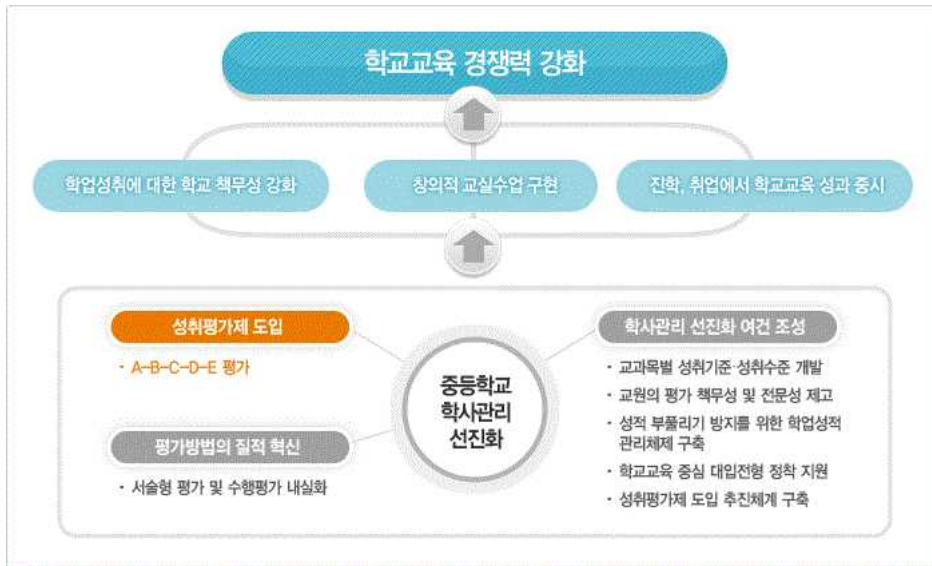 학교교육 경쟁력 강화
학업성취에 대한 학교 책무성 강화
창의적 교실수업 구현
진학, 취업에서 학교교육 성과 중시
성취평가제 도입
· A-B-C-D-E 평가
평가방법의 질적 혁신
· 서술형 평가 및 수행평가 내실화
중등학교
학사관리
선진화
학사관리 선진화 여건 조성
· 교과목별 성취기준·성취수준 개발
· 교원의 평가 책무성 및 전문성 제고
· 성적 부풀리기 방지를 위한 학업성적
관리체제 구축
· 학교교육 중심 대입전형 정착 지원
· 성취평가제 도입 추진체계 구축